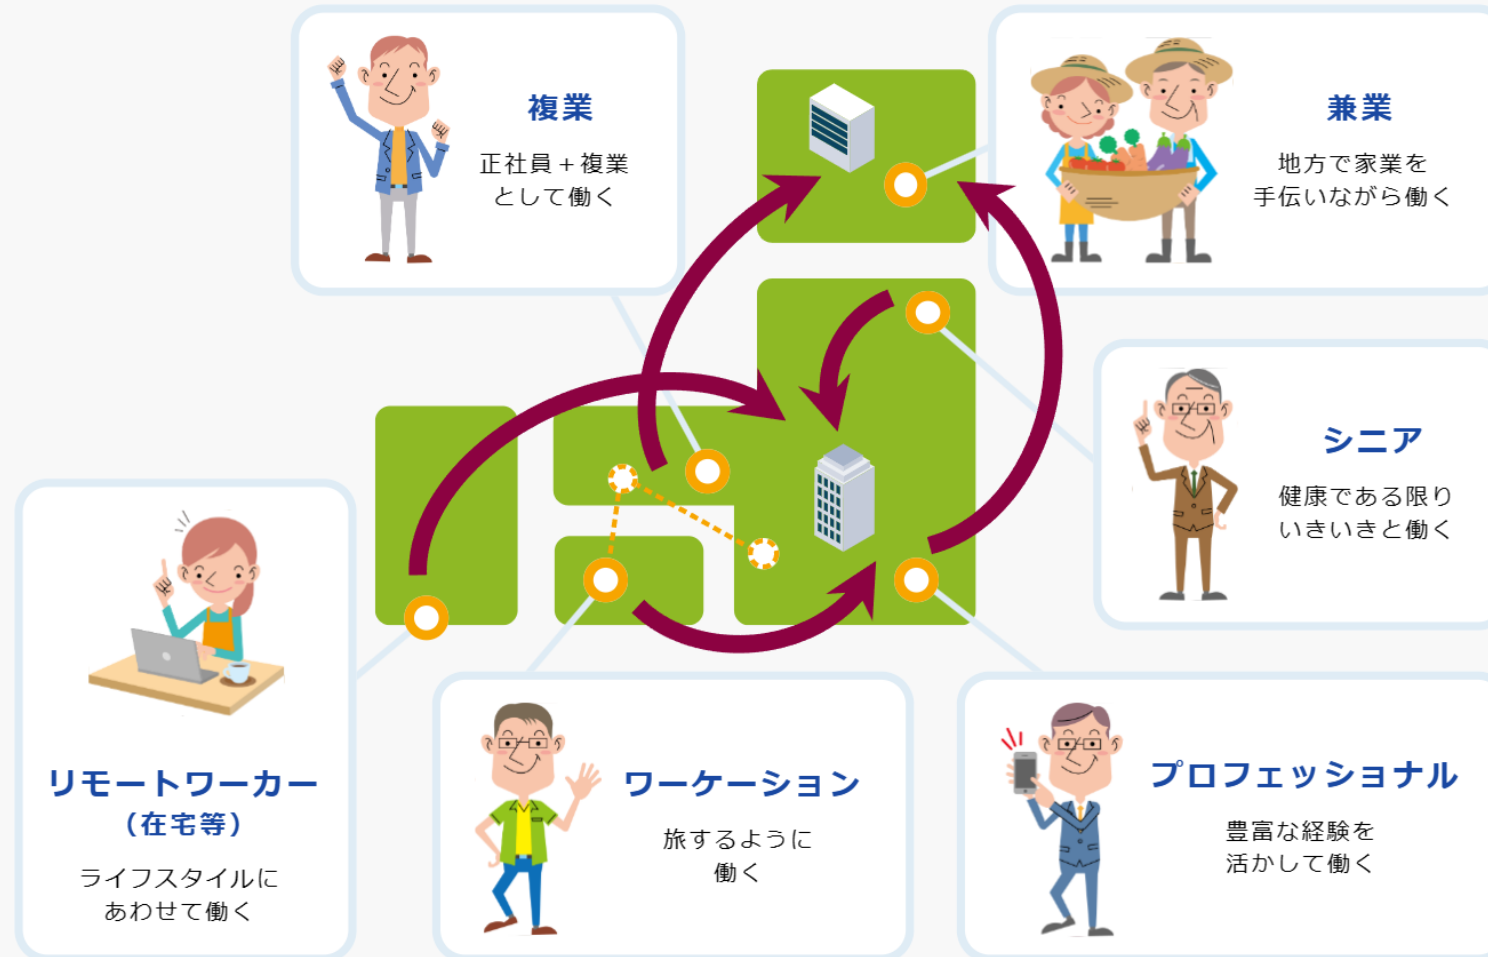 複業
正社員+複業
として働く
兼業
地方で家業を
手伝いながら働く
シニア
健康である限り
いきいきと働く
リモートワーカー
(在宅等)
ライフスタイルに
あわせて働く
ワーケーション
旅するように
働く
プロフェッショナル
豊富な経験を
活かして働く